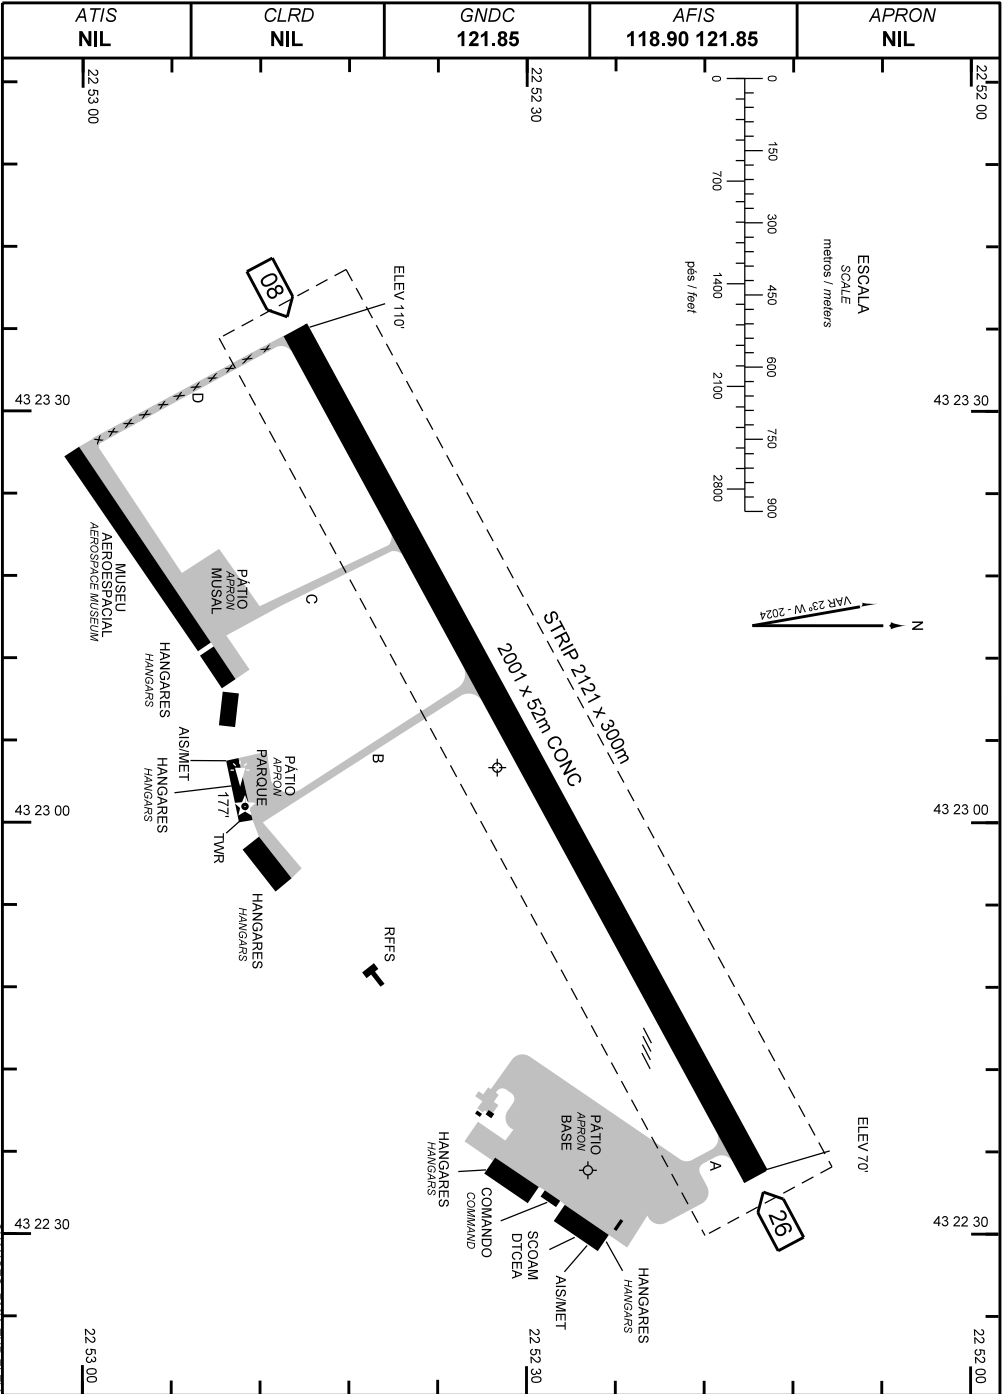 ATIS
NIL
CLRD
NIL
GNDC
121.85
AFIS
118.90 121.85
APRON
NIL
22 53 00
22 52 30
22 52 00
ESCALA
SCALE
metros / meters
0 150 300 450 600 750 900
0 700 1400 2100 2800
pés / feet
N
VAR 23º W - 2024
08
ELEV 110'
43 23 30
43 23 30
D
STRIP 2121 x 300m
2001 x 52m CONC
C
PÁTIO
APRON
MUSAL
MUSEU
AEROESPACIAL
AEROSPACE MUSEUM
HANGARES
HANGARS
B
PÁTIO
APRON
PARQUE
AIS/MET
HANGARES
HANGARS
177'
TWR
43 23 00
43 23 00
HANGARES
HANGARS
RFFS
PÁTIO
APRON
BASE
A
ELEV 70'
26
HANGARES
HANGARS
COMANDO
COMMAND
SCOAM
DTCEA
AIS/MET
HANGARES
HANGARS
43 22 30
43 22 30
22 53 00
22 52 30
22 52 00